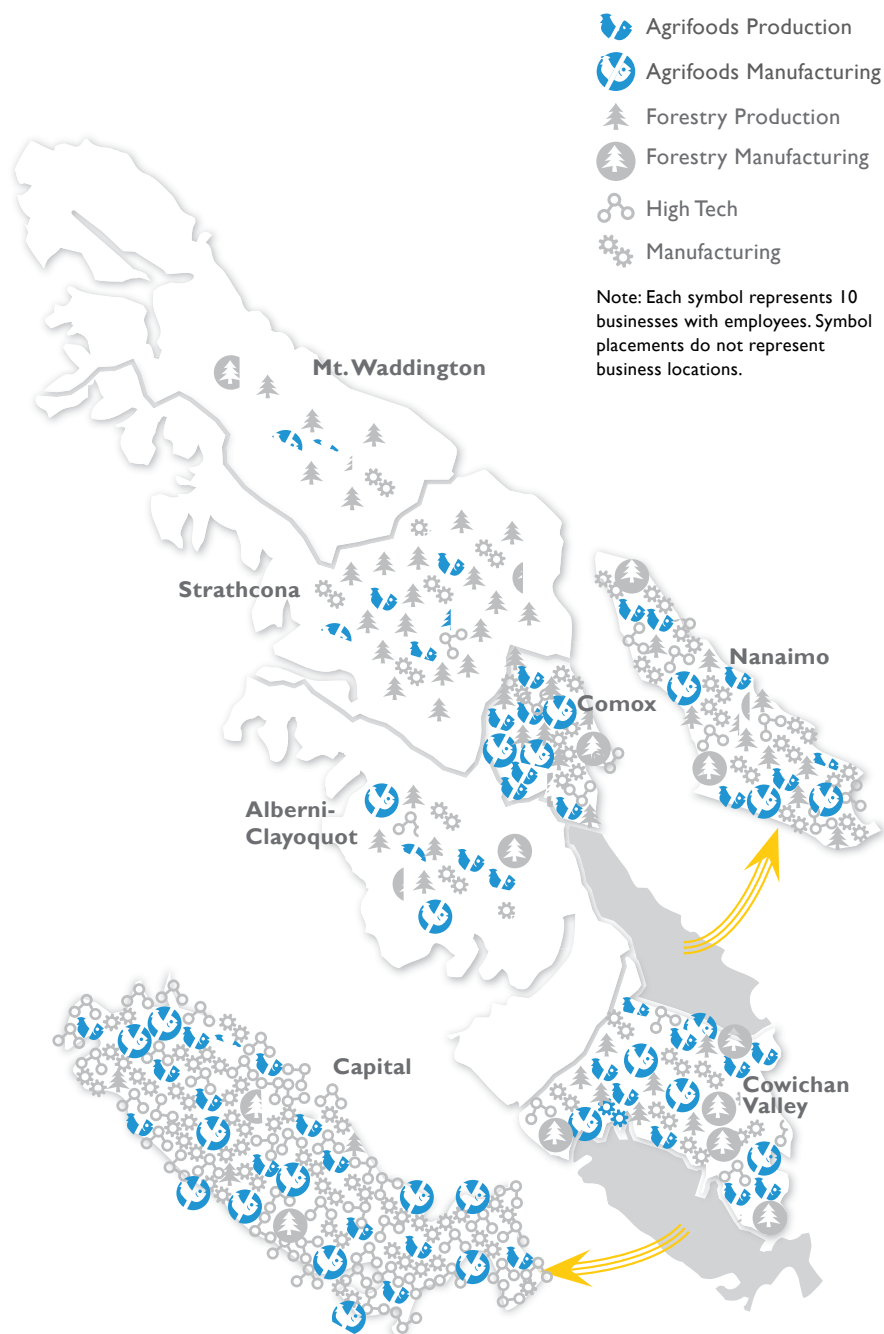 Agrifoods Production
Agrifoods Manufacturing
Forestry Production
Forestry Manufacturing
High Tech
Manufacturing
Note: Each symbol represents 10
businesses with employees. Symbol
placements do not represent
business locations.
Mt. Waddington
Strathcona
Nanaimo
Comox
Alberni-
Clayoquot
Capital
Cowichan
Valley